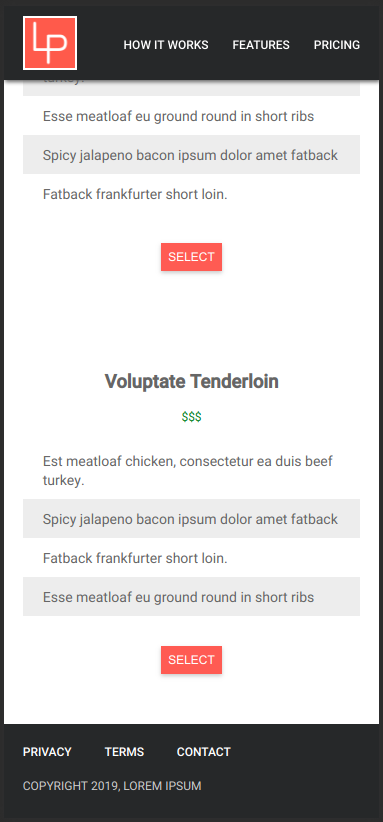 LP
HOW IT WORKS FEATURES PRICING
turkey.
Esse meatloaf eu ground round in short ribs
Spicy jalapeno bacon ipsum dolor amet fatback
Fatback frankfurter short loin.
SELECT
Voluptate Tenderloin
$$$
Est meatloaf chicken, consectetur ea duis beef
turkey.
Spicy jalapeno bacon ipsum dolor amet fatback
Fatback frankfurter short loin.
Esse meatloaf eu ground round in short ribs
SELECT
PRIVACY TERMS CONTACT
COPYRIGHT 2019, LOREM IPSUM